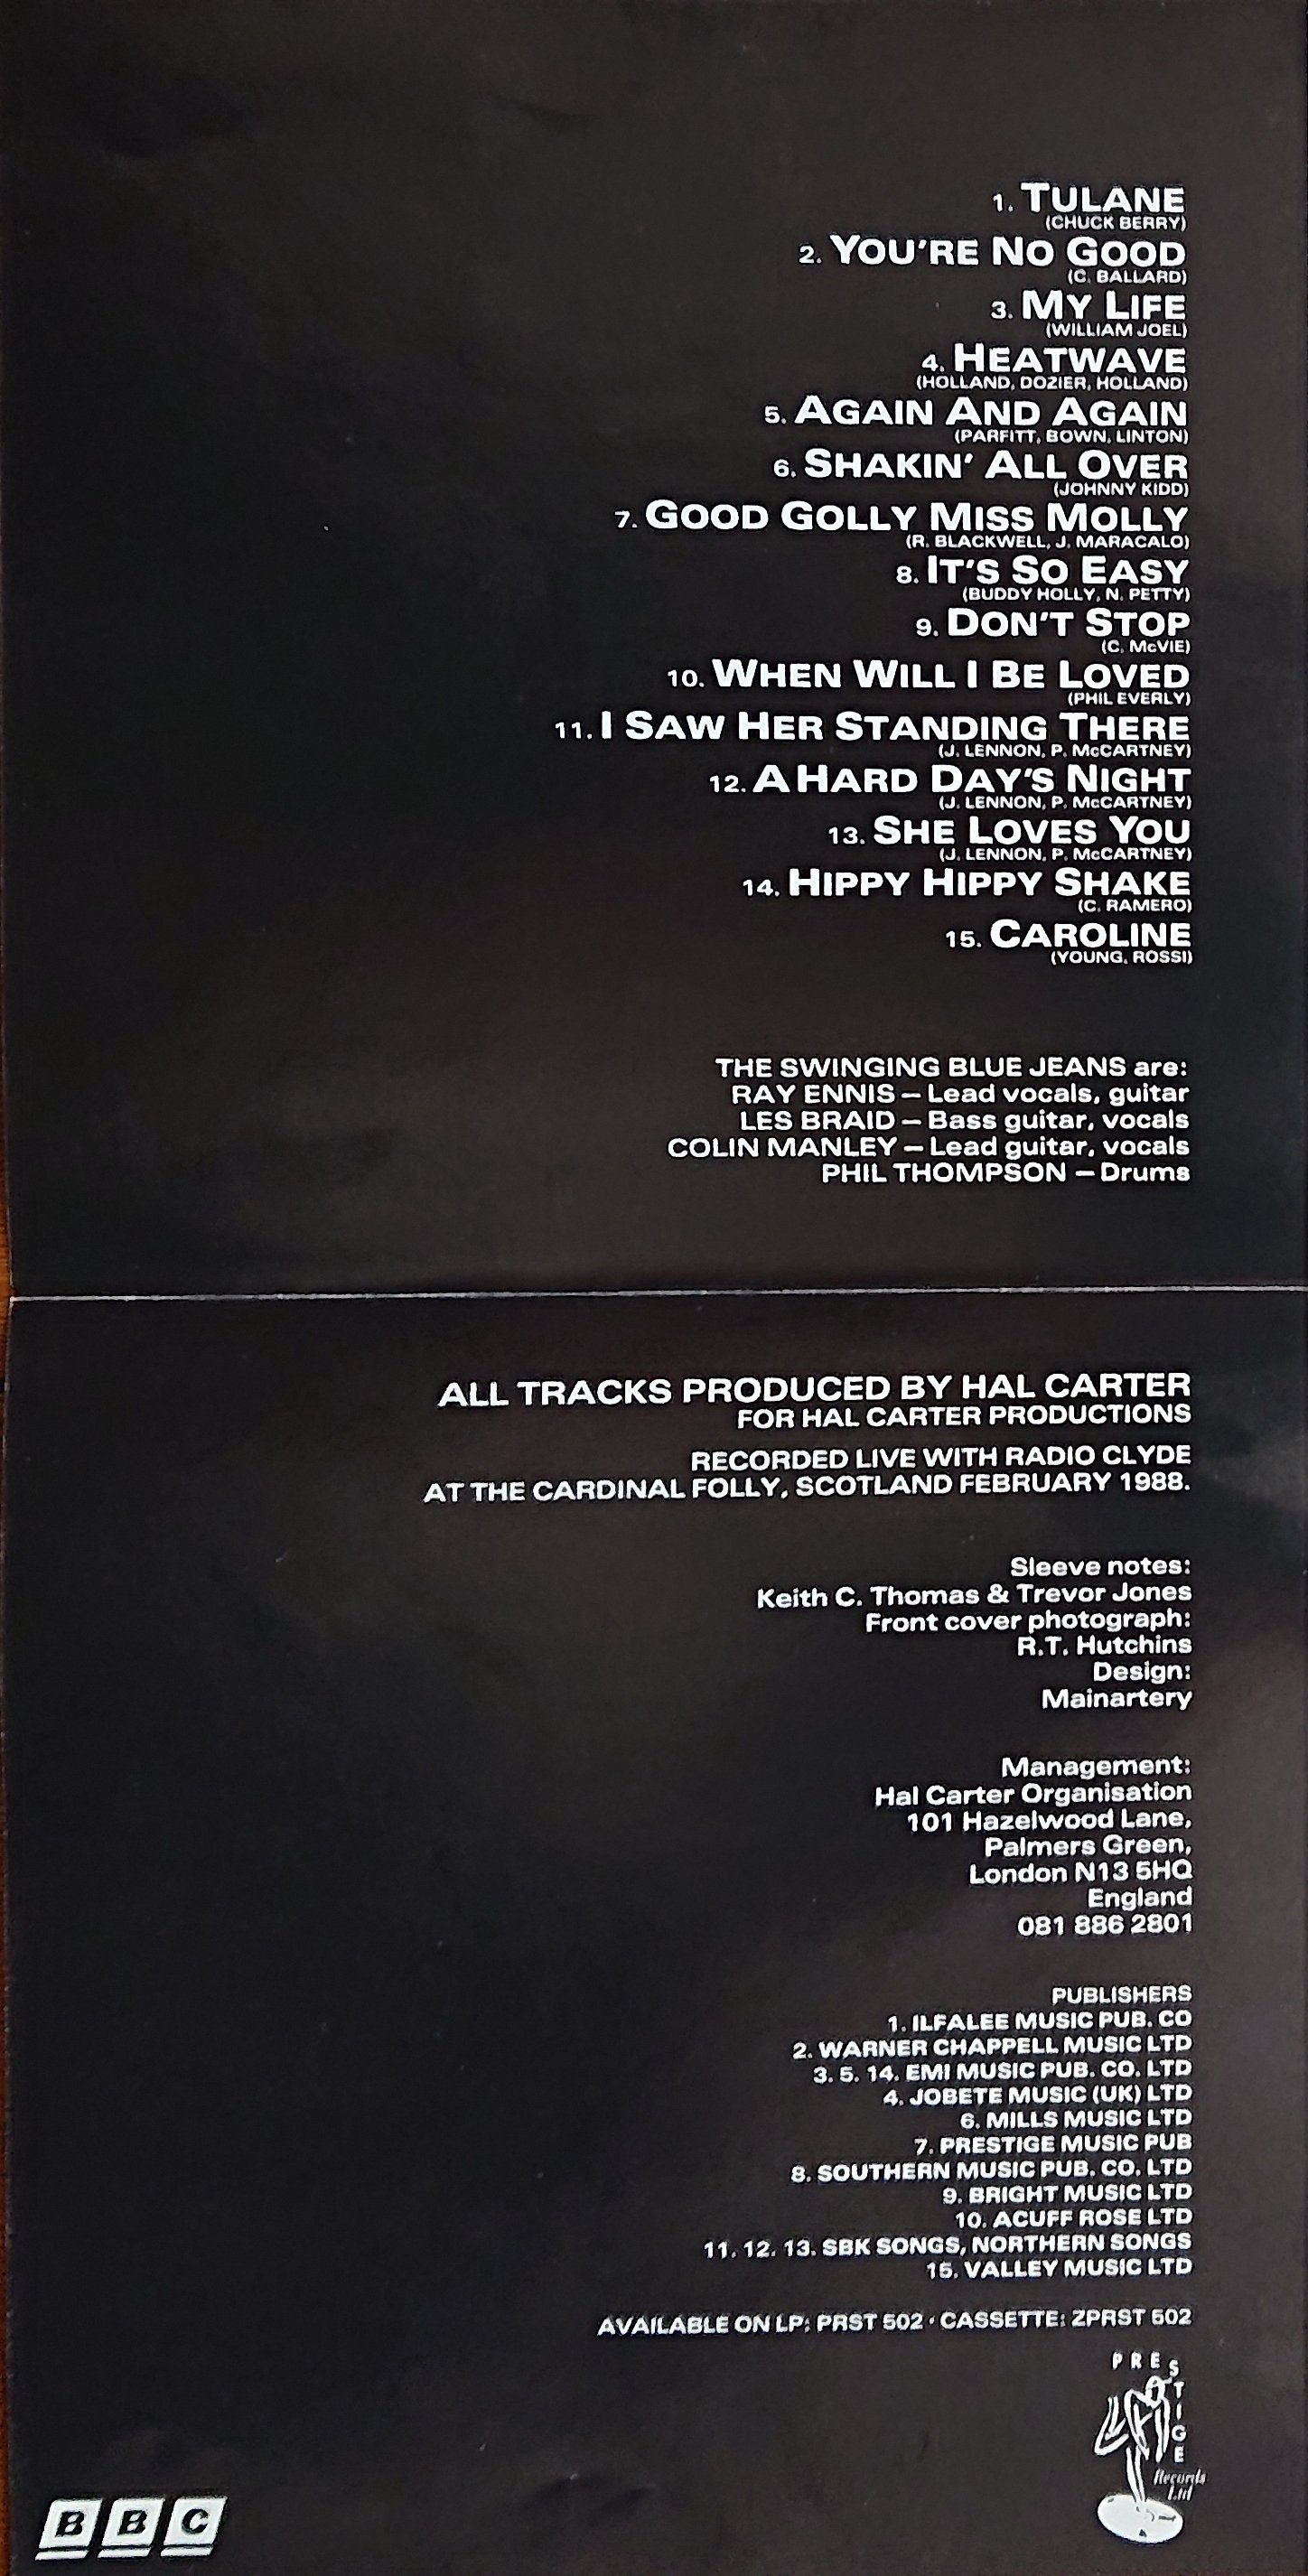 1. TULANE
(CHUCK BERRY)
2. YOU'RE NO GOOD
(C. BALLARD)
3. MY LIFE
(WILLIAM JOEL)
4. HEATWAVE
(HOLLAND, DOZIER, HOLLAND)
5. AGAIN AND AGAIN
(PARFITT, BOWN, LINTON)
6. SHAKIN' ALL OVER
(JOHNNY KIDD)
7. GOOD GOLLY MISS MOLLY
(R. BLACKWELL, J. MARACALO)
8. IT'S SO EASY
(BUDDY HOLLY, N. PETTY)
9. DON'T STOP
(C. McVIE)
10. WHEN WILL I BE LOVED
(PHIL EVERLY)
11. I SAW HER STANDING THERE
(J. LENNON, P. McCARTNEY)
12. A HARD DAY'S NIGHT
(J. LENNON, P. McCARTNEY)
13. SHE LOVES YOU
(J. LENNON, P. McCARTNEY)
14. HIPPY HIPPY SHAKE
(C. RAMERO)
15. CAROLINE
(YOUNG, ROSSI)
THE SWINGING BLUE JEANS are:
RAY ENNIS – Lead vocals, guitar
LES BRAID – Bass guitar, vocals
COLIN MANLEY – Lead guitar, vocals
PHIL THOMPSON – Drums
ALL TRACKS PRODUCED BY HAL CARTER
FOR HAL CARTER PRODUCTIONS
RECORDED LIVE WITH RADIO CLYDE
AT THE CARDINAL FOLLY, SCOTLAND FEBRUARY 1988.
Sleeve notes:
Keith C. Thomas & Trevor Jones
Front cover photograph:
R.T. Hutchins
Design:
Mainartery
Management:
Hal Carter Organisation
101 Hazelwood Lane,
Palmers Green,
London N13 5HQ
England
081 886 2801
PUBLISHERS
1. ILFALEE MUSIC PUB. CO
2. WARNER CHAPPELL MUSIC LTD
3. 5. 14. EMI MUSIC PUB. CO. LTD
4. JOBETE MUSIC (UK) LTD
6. MILLS MUSIC LTD
7. PRESTIGE MUSIC PUB
8. SOUTHERN MUSIC PUB. CO. LTD
9. BRIGHT MUSIC LTD
10. ACUFF ROSE LTD
11. 12. 13. SBK SONGS, NORTHERN SONGS
15. VALLEY MUSIC LTD
AVAILABLE ON LP: PRST 502 · CASSETTE: ZPRST 502
PRESTIGE
Records
Ltd
BBC